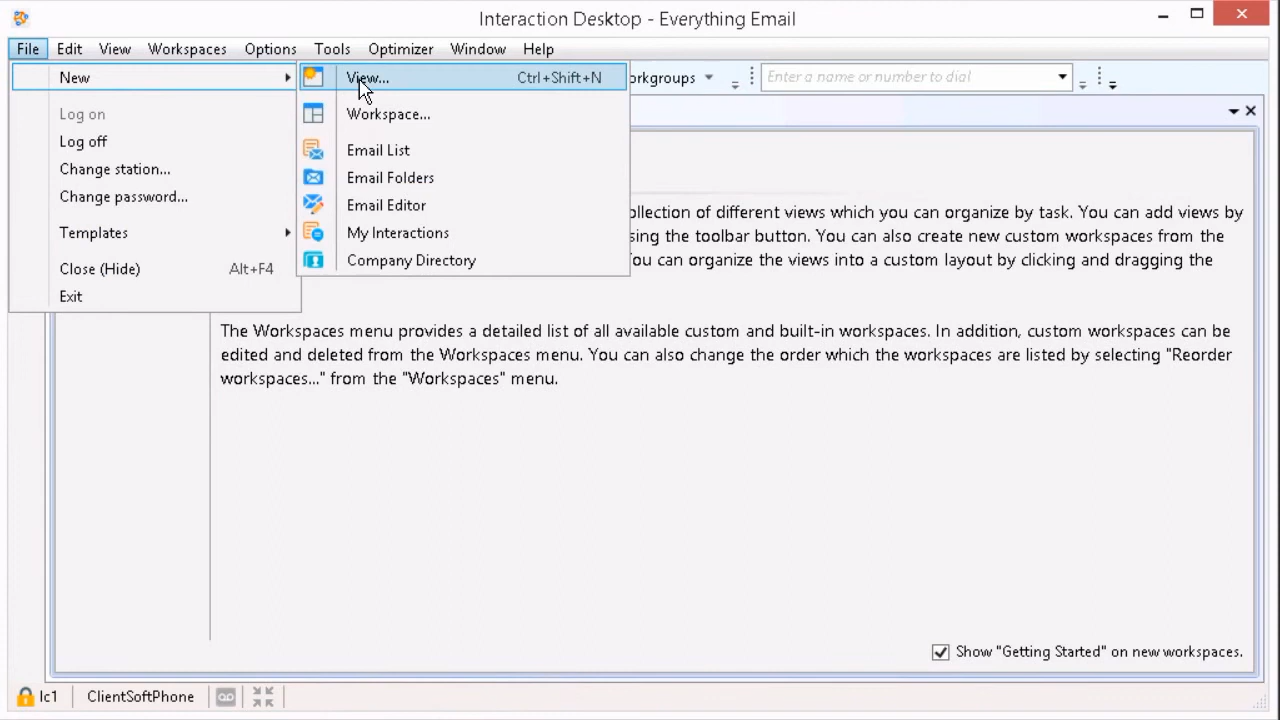 Interaction Desktop - Everything Email
File Edit View Workspaces Options Tools Optimizer Window Help
New
View... Ctrl+Shift+N
orkgroups
Enter a name or number to dial
Log on
Workspace...
Log off
Email List
Change station...
Email Folders
Change password...
Email Editor
Templates
My Interactions
Close (Hide) Alt+F4
Company Directory
Exit
ollection of different views which you can organize by task. You can add views by
sing the toolbar button. You can also create new custom workspaces from the
ou can organize the views into a custom layout by clicking and dragging the
The Workspaces menu provides a detailed list of all available custom and built-in workspaces. In addition, custom workspaces can be
edited and deleted from the Workspaces menu. You can also change the order which the workspaces are listed by selecting "Reorder
workspaces..." from the "Workspaces" menu.
Show "Getting Started" on new workspaces.
lc1 ClientSoftPhone